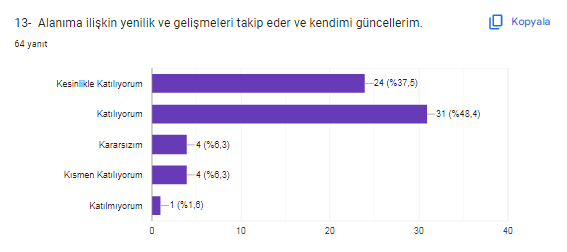 13- Alanıma ilişkin yenilik ve gelişmeleri takip eder ve kendimi güncellerim.
Kopyala
64 yanıt
Kesinlikle Katılıyorum
24 (%37,5)
Katılıyorum
31 (%48,4)
Kararsızım
4 (%6,3)
Kısmen Katılıyorum
4 (%6,3)
Katılmıyorum
1 (%1,6)
0 10 20 30 40